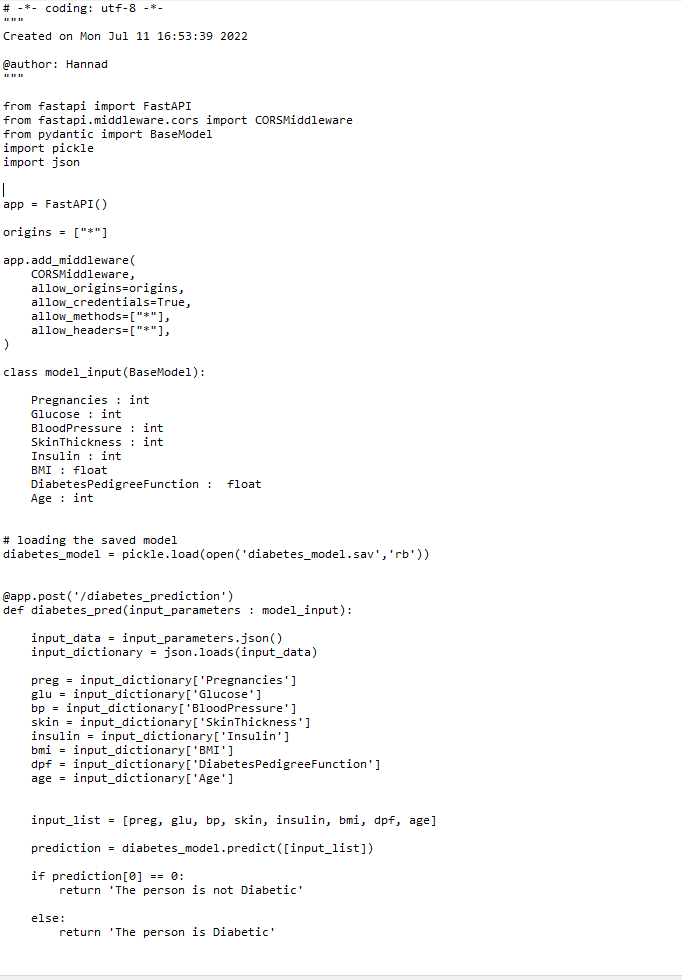 # -*- coding: utf-8 -*-
"""
Created on Mon Jul 11 16:53:39 2022
@author: Hannad
"""
from fastapi import FastAPI
from fastapi.middleware.cors import CORSMiddleware
from pydantic import BaseModel
import pickle
import json
app = FastAPI()
origins = ["*"]
app.add_middleware(
    CORSMiddleware,
    allow_origins=origins,
    allow_credentials=True,
    allow_methods=["*"],
    allow_headers=["*"],
)
class model_input(BaseModel):
    Pregnancies : int
    Glucose : int
    BloodPressure : int
    SkinThickness : int
    Insulin : int
    BMI : float
    DiabetesPedigreeFunction :  float
    Age : int
# loading the saved model
diabetes_model = pickle.load(open('diabetes_model.sav','rb'))
@app.post('/diabetes_prediction')
def diabetes_pred(input_parameters : model_input):
    input_data = input_parameters.json()
    input_dictionary = json.loads(input_data)
    preg = input_dictionary['Pregnancies']
    glu = input_dictionary['Glucose']
    bp = input_dictionary['BloodPressure']
    skin = input_dictionary['SkinThickness']
    insulin = input_dictionary['Insulin']
    bmi = input_dictionary['BMI']
    dpf = input_dictionary['DiabetesPedigreeFunction']
    age = input_dictionary['Age']
    input_list = [preg, glu, bp, skin, insulin, bmi, dpf, age]
    prediction = diabetes_model.predict([input_list])
    if prediction[0] == 0:
        return 'The person is not Diabetic'
    else:
        return 'The person is Diabetic'